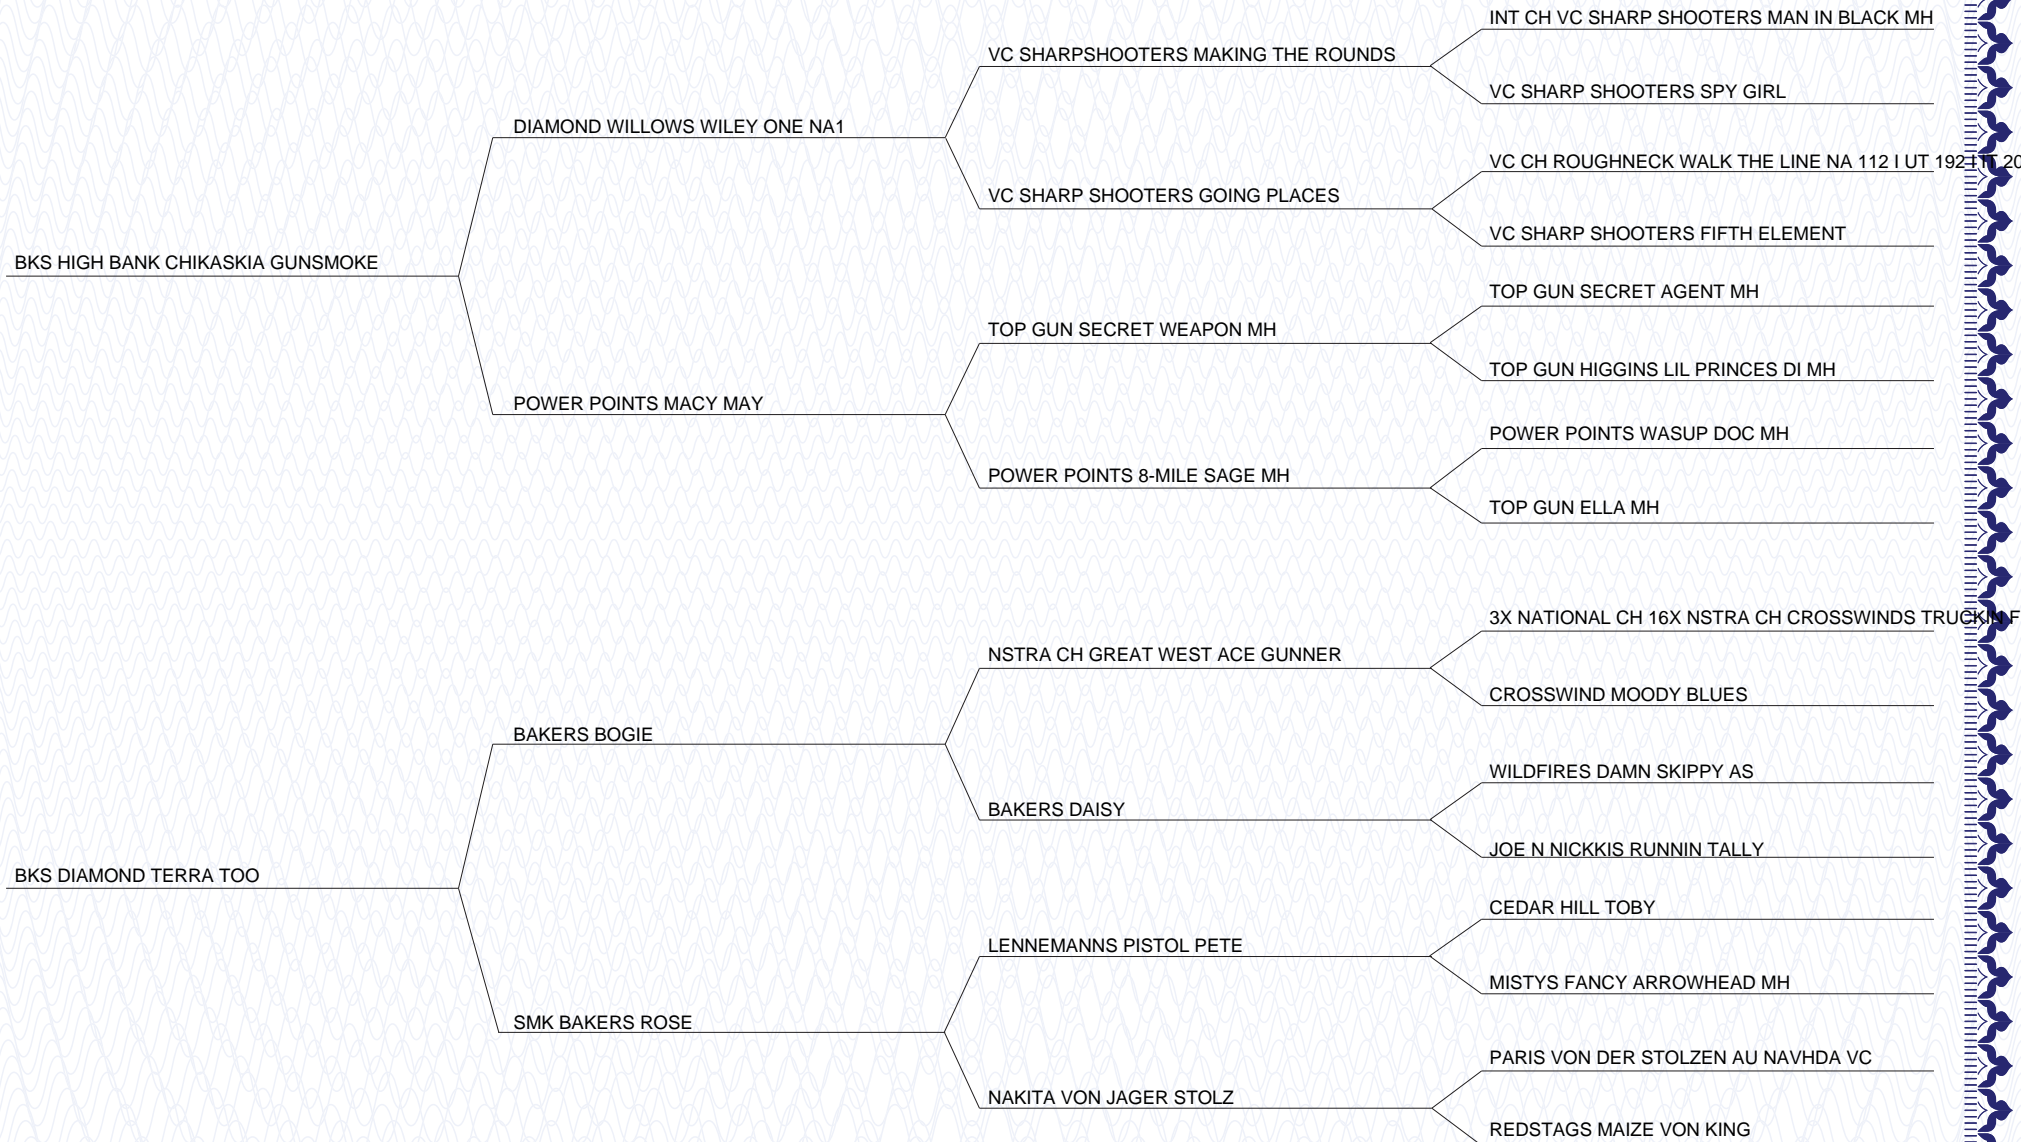 INT CH VC SHARP SHOOTERS MAN IN BLACK MH
VC SHARPSHOOTERS MAKING THE ROUNDS
VC SHARP SHOOTERS SPY GIRL
DIAMOND WILLOWS WILEY ONE NA1
VC CH ROUGHNECK WALK THE LINE NA 112 I UT 192 I IT 20
VC SHARP SHOOTERS GOING PLACES
VC SHARP SHOOTERS FIFTH ELEMENT
BKS HIGH BANK CHIKASKIA GUNSMOKE
TOP GUN SECRET AGENT MH
TOP GUN SECRET WEAPON MH
TOP GUN HIGGINS LIL PRINCES DI MH
POWER POINTS MACY MAY
POWER POINTS WASUP DOC MH
POWER POINTS 8-MILE SAGE MH
TOP GUN ELLA MH
3X NATIONAL CH 16X NSTRA CH CROSSWINDS TRUCKIN F
NSTRA CH GREAT WEST ACE GUNNER
CROSSWIND MOODY BLUES
BAKERS BOGIE
WILDFIRES DAMN SKIPPY AS
BAKERS DAISY
JOE N NICKKIS RUNNIN TALLY
BKS DIAMOND TERRA TOO
CEDAR HILL TOBY
LENNEMANNS PISTOL PETE
MISTYS FANCY ARROWHEAD MH
SMK BAKERS ROSE
PARIS VON DER STOLZEN AU NAVHDA VC
NAKITA VON JAGER STOLZ
REDSTAGS MAIZE VON KING